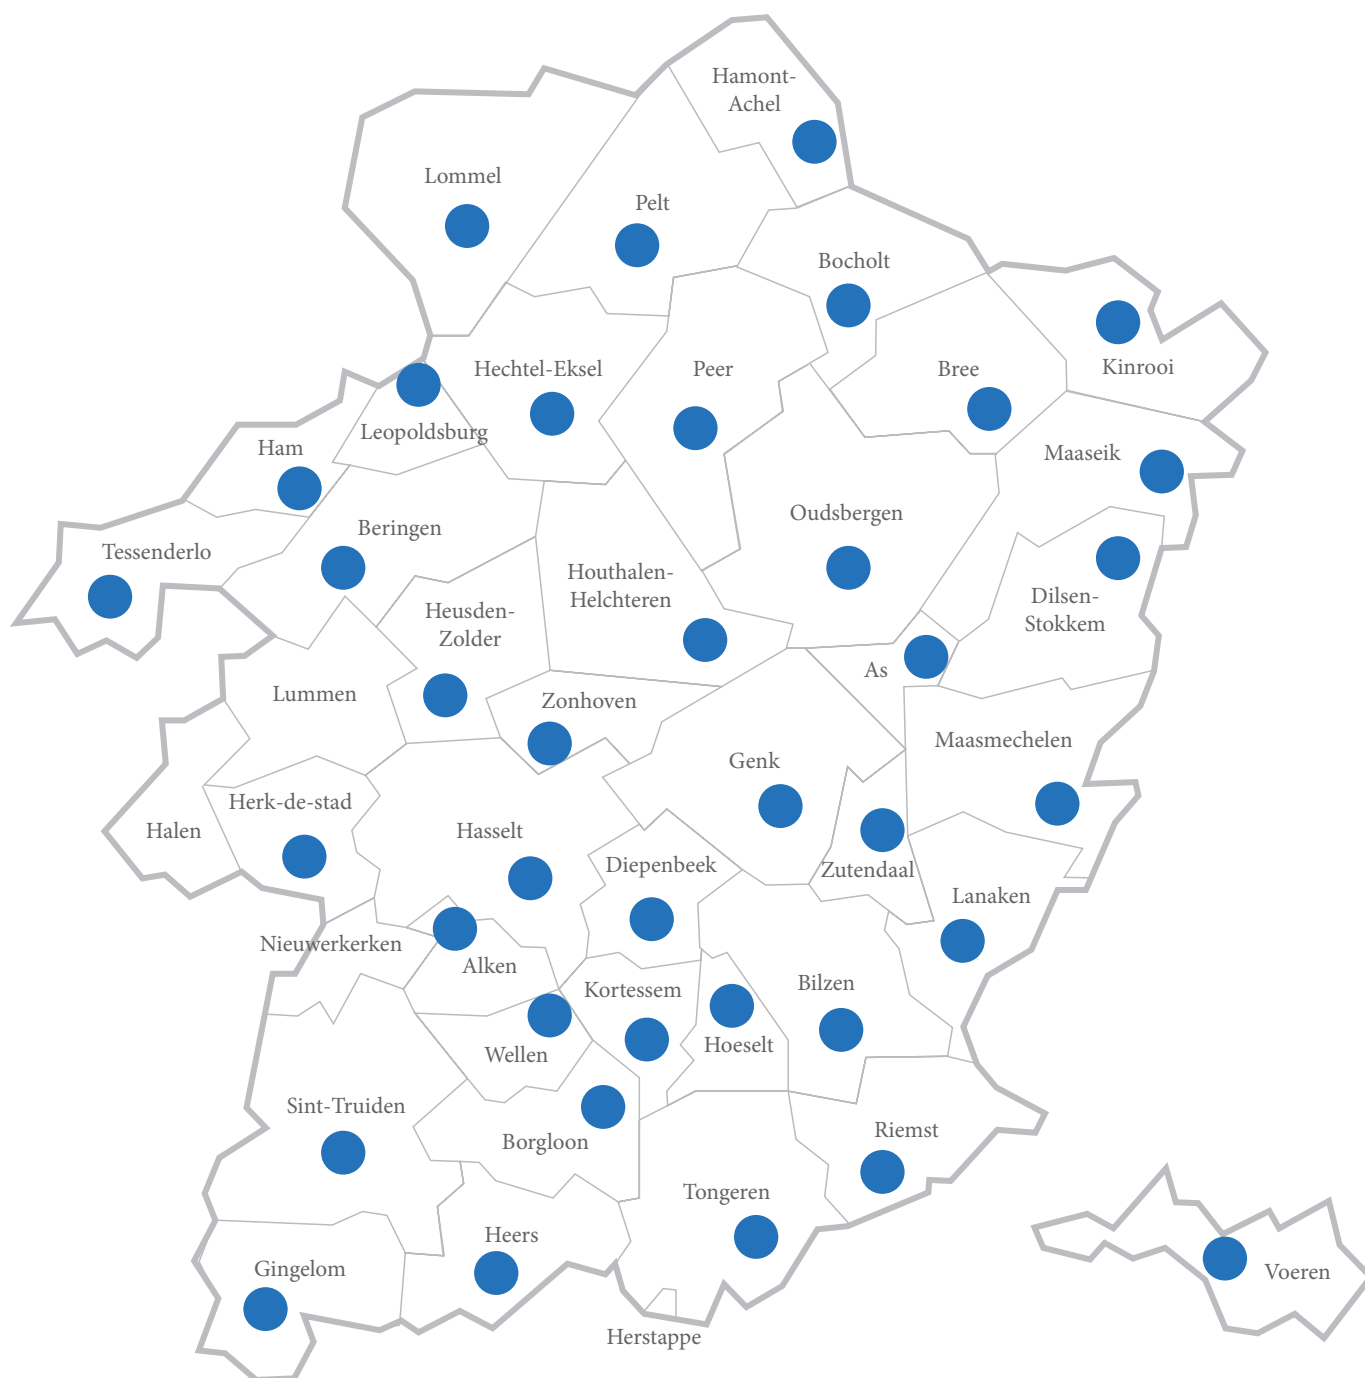 Hamont-
Achel
Lommel
Pelt
Bocholt
Hechtel-Eksel
Peer
Bree
Kinrooi
Leopoldsburg
Ham
Maaseik
Oudsbergen
Beringen
Tessenderlo
Houthalen-
Helchteren
Dilsen-
Stokkem
Heusden-
Zolder
As
Lummen
Zonhoven
Maasmechelen
Genk
Herk-de-stad
Halen
Hasselt
Diepenbeek
Zutendaal
Lanaken
Nieuwerkerken
Alken
Kortessem
Bilzen
Hoeselt
Wellen
Sint-Truiden
Borgloon
Riemst
Tongeren
Heers
Gingelom
Voeren
Herstappe